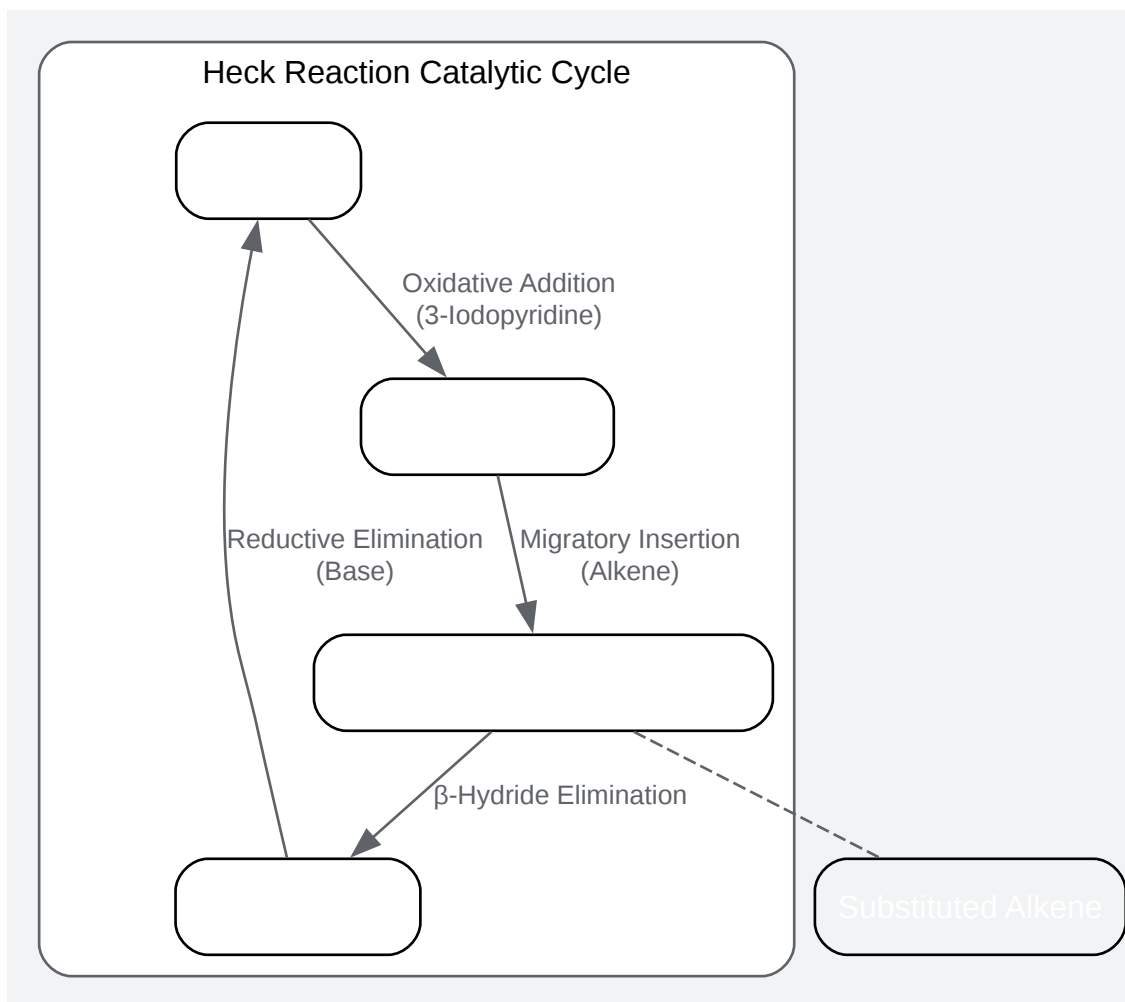 Heck Reaction Catalytic Cycle
Oxidative Addition
(3-Iodopyridine)
Reductive Elimination
(Base)
Migratory Insertion
(Alkene)
β-Hydride Elimination
Substituted Alkene